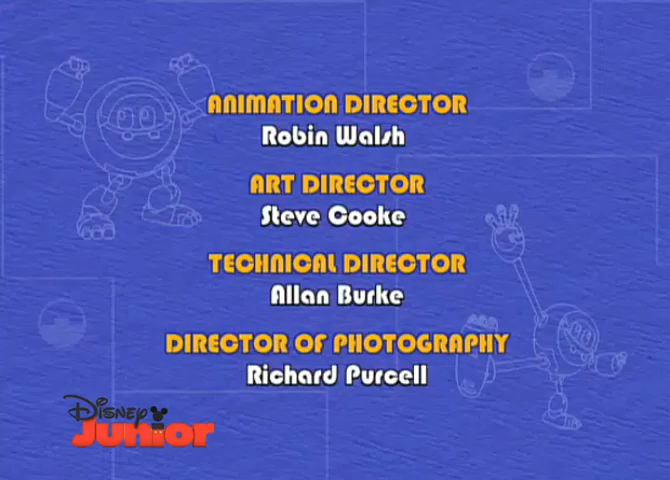 ANIMATION DIRECTOR
Robin Walsh
ART DIRECTOR
Steve Cooke
TECHNICAL DIRECTOR
Allan Burke
DIRECTOR OF PHOTOGRAPHY
Richard Purcell
Disney
Junior